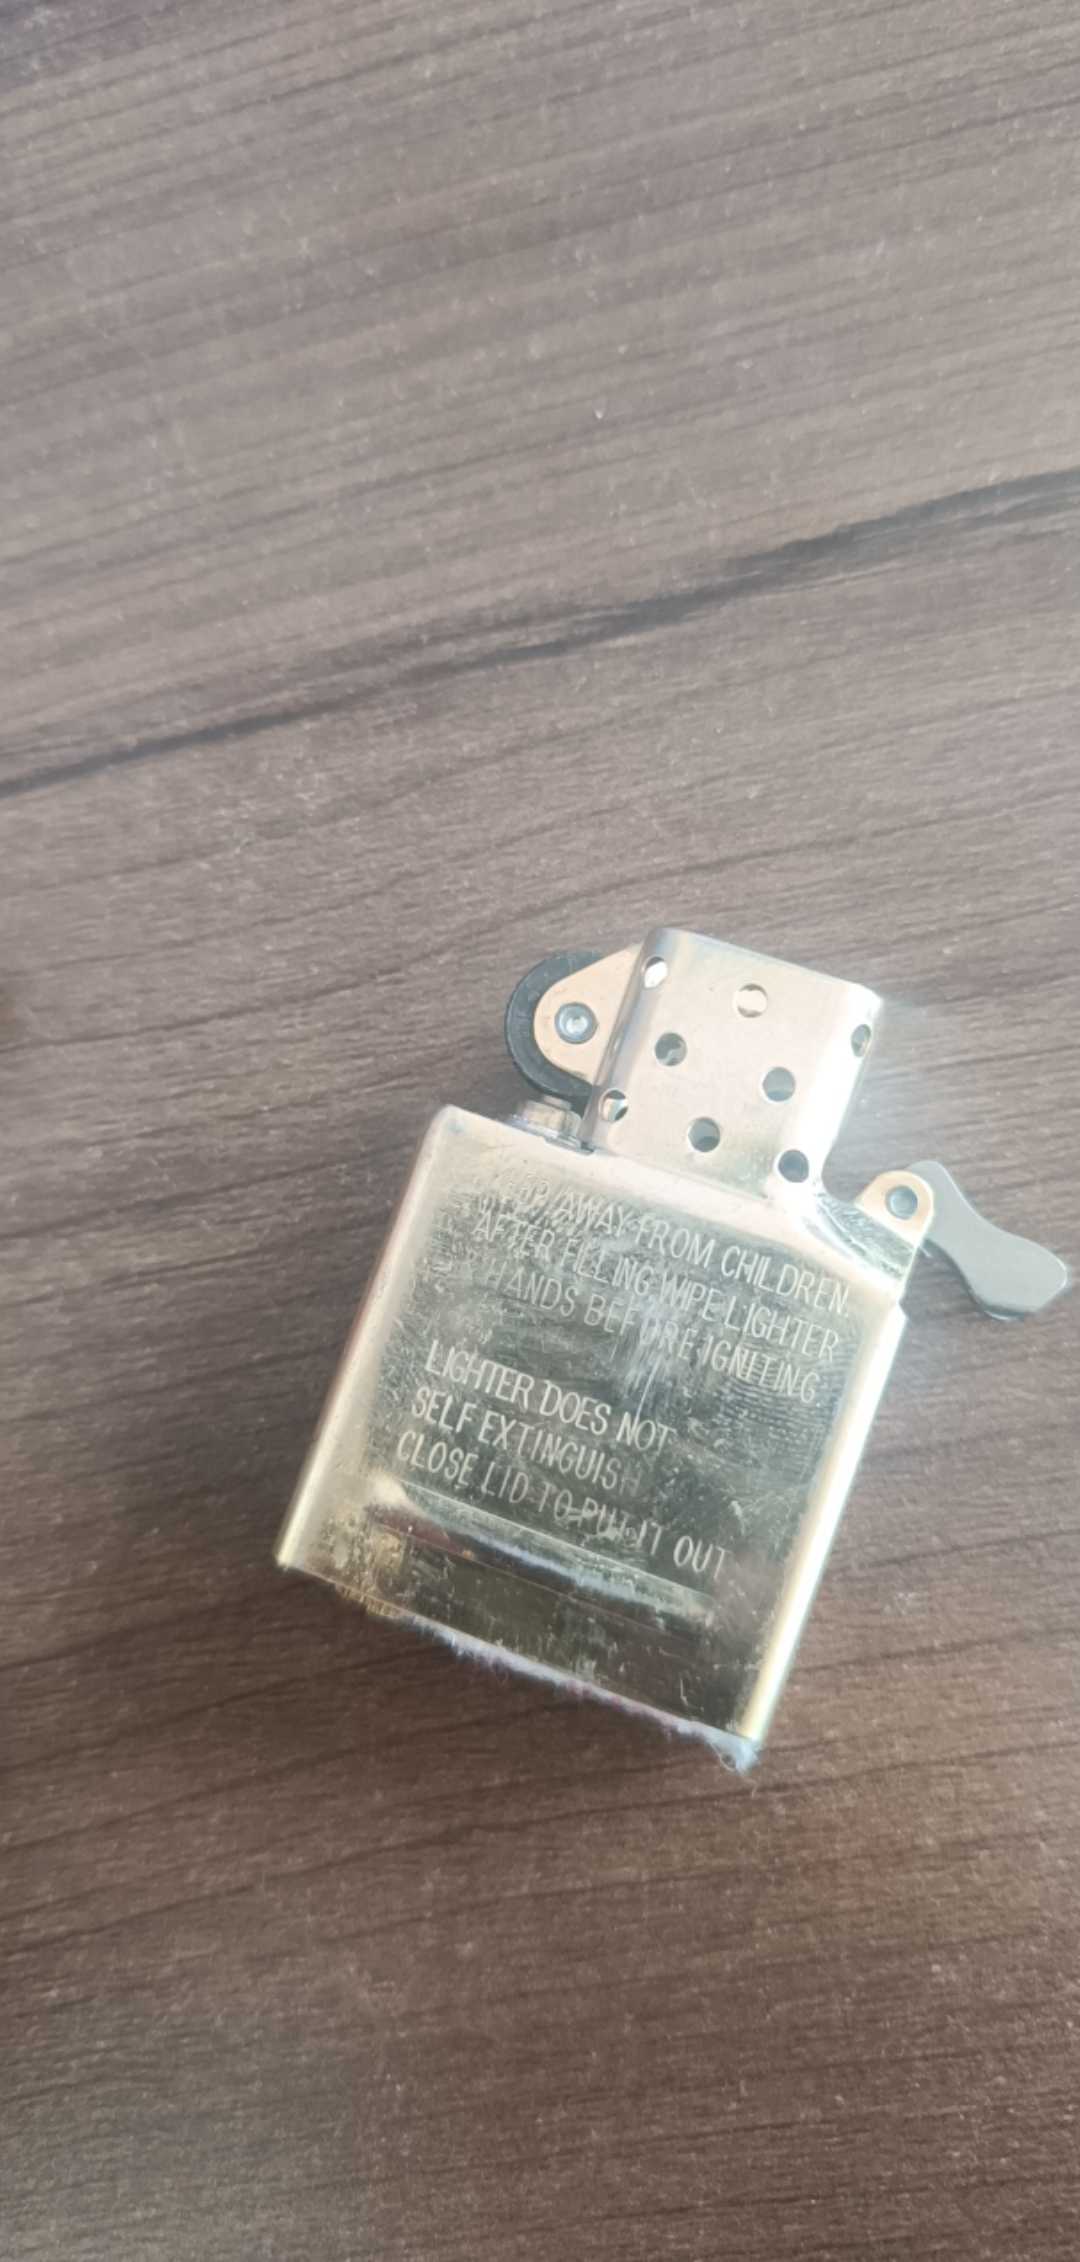 AWAY FROM CHILDREN.
AFTER FILLING WIPE LIGHTER
HANDS BEFORE IGNITING.
LIGHTER DOES NOT
SELF EXTINGUISH
CLOSE LID TO PUT IT OUT